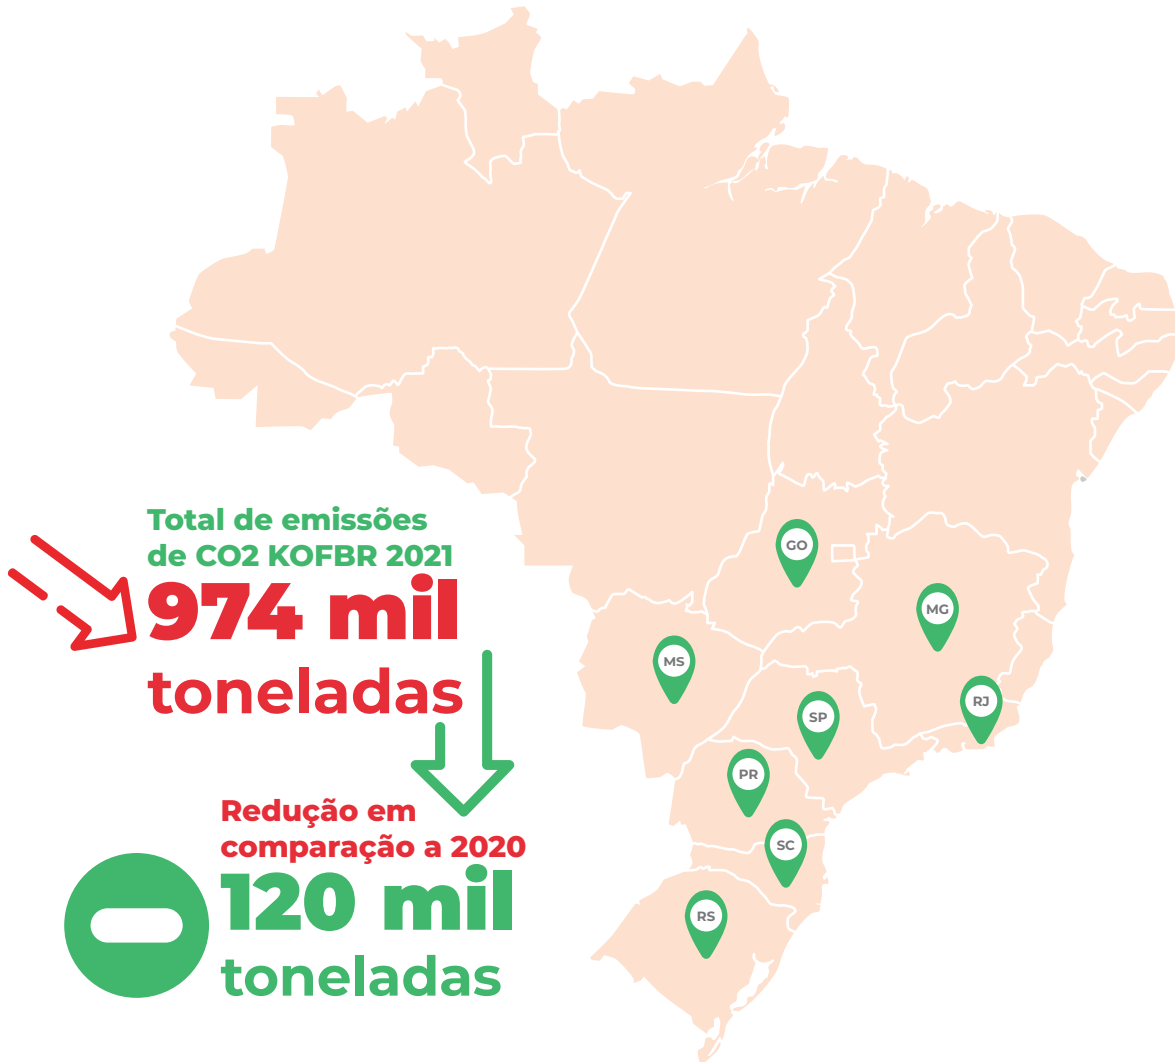 Total de emissões
de CO2 KOFBR 2021
974 mil
toneladas
Redução em
comparação a 2020
120 mil
toneladas
GO
MG
MS
RJ
SP
PR
SC
RS